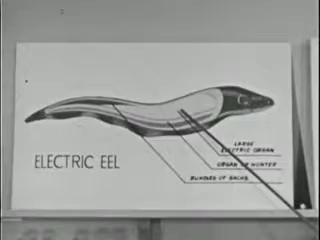 LARGE
ELECTRIC ORGAN
ELECTRIC EEL
ORGAN OF HUNTER
BUNDLES OF SACHS